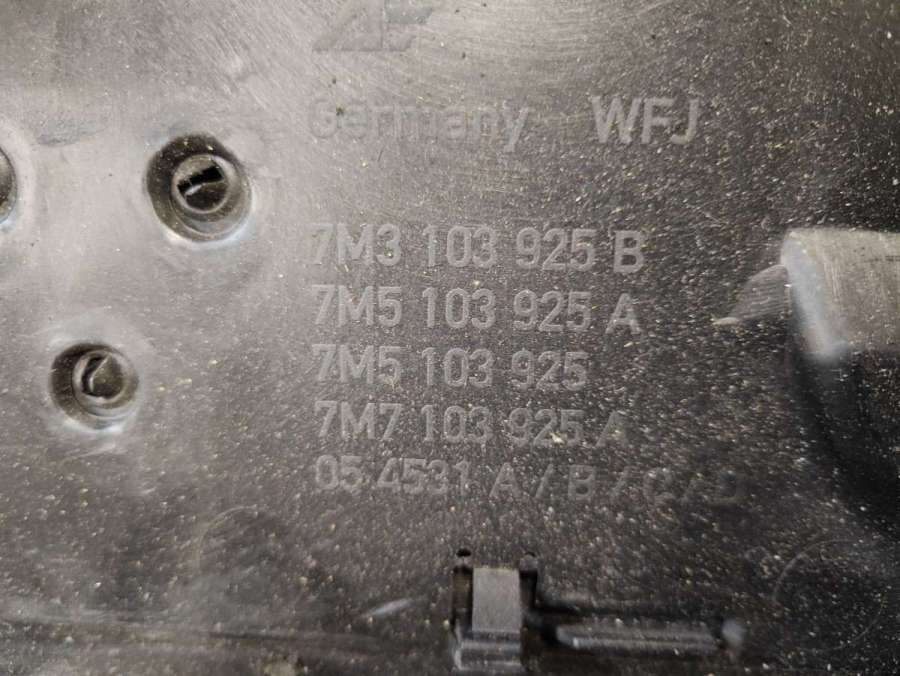 Germany WFJ
7M3 103 925 B
7M5 103 925 A
7M5 103 925
7M7 103 925 A
05 4531 A / B / C / D